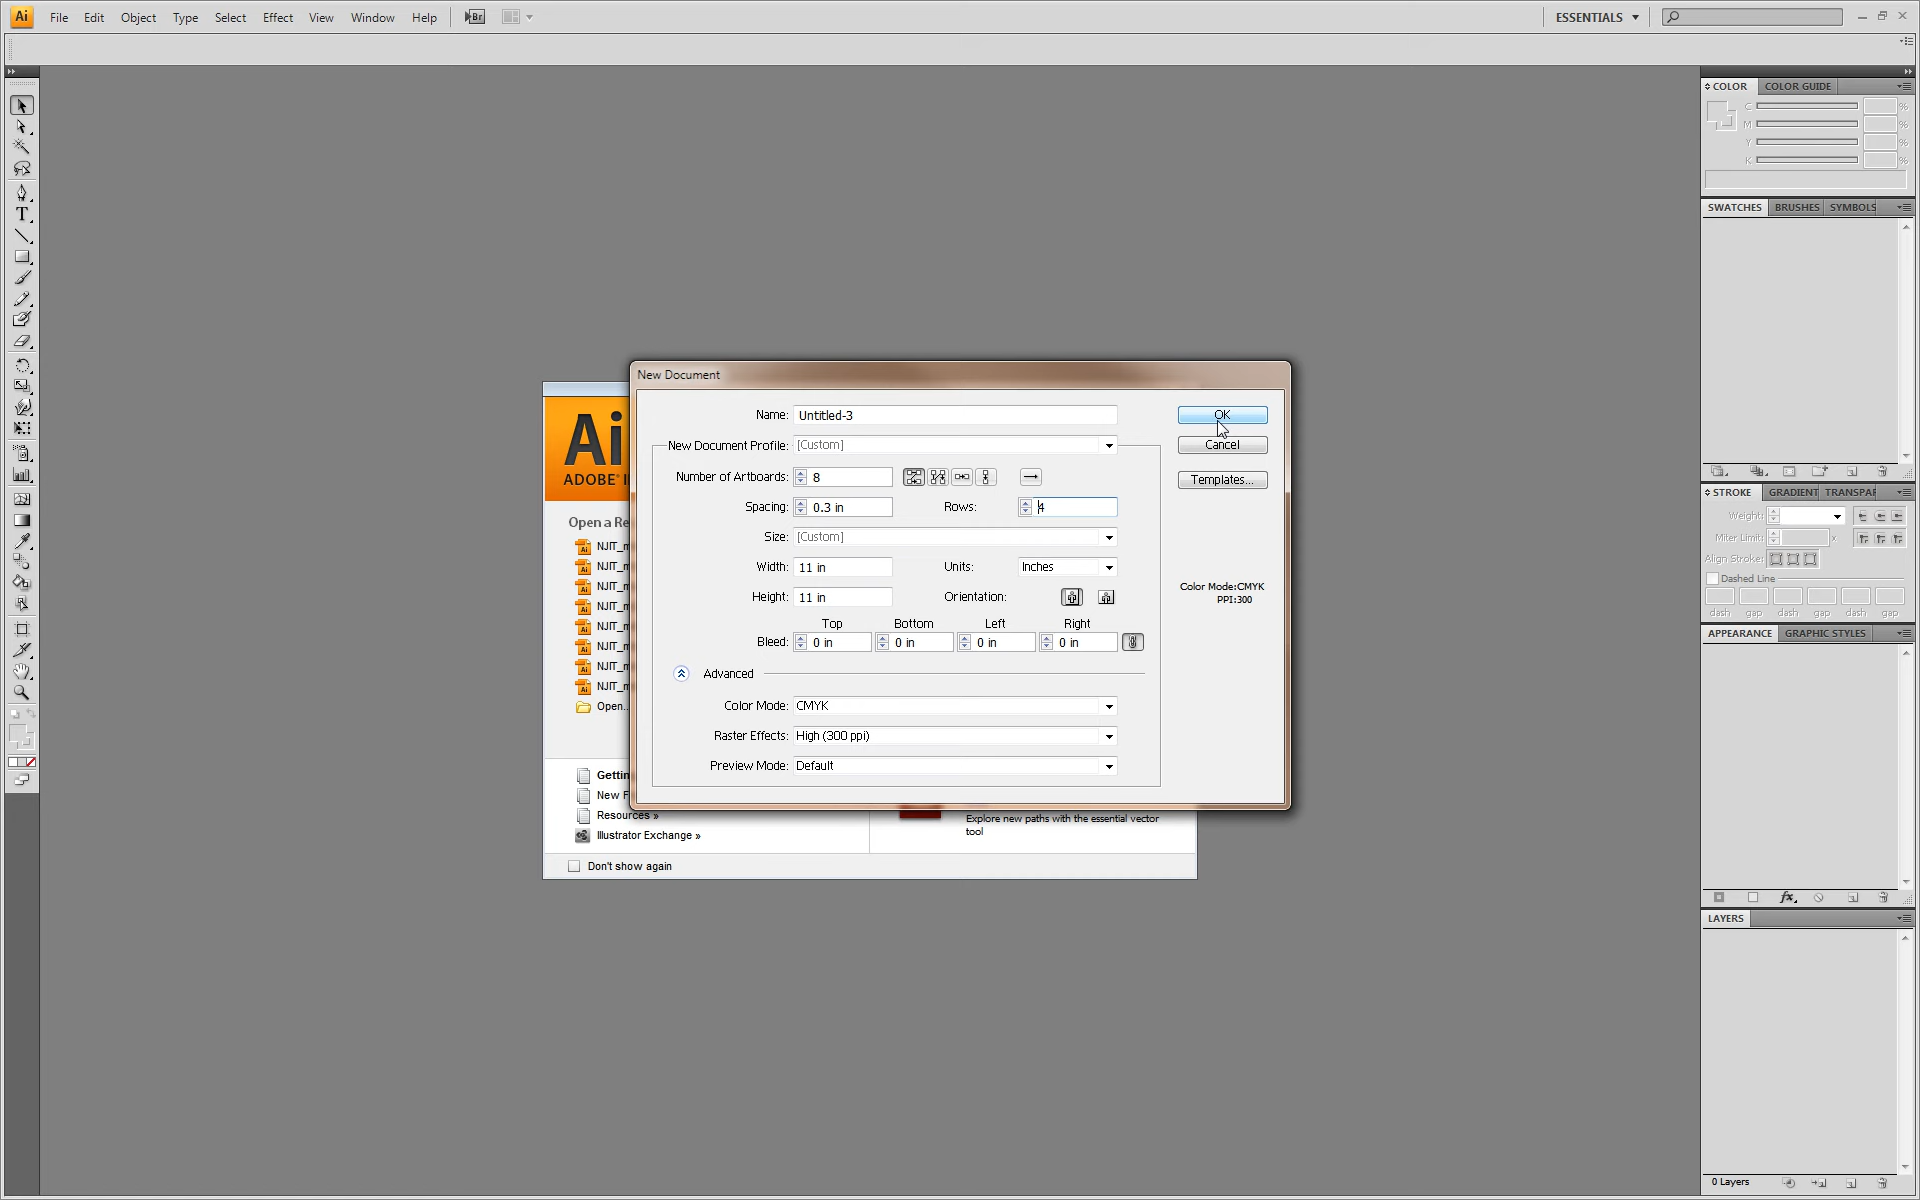 Ai File Edit Object Type Select Effect View Window Help Br ESSENTIALS
COLOR COLOR GUIDE
C %
M %
Y %
K %
SWATCHES BRUSHES SYMBOLS
New Document
Name: Untitled-3 OK
New Document Profile: [Custom] Cancel
Number of Artboards: 8 Templates...
Spacing: 0.3 in Rows: 4
Size: [Custom]
Width: 11 in Units: Inches
Height: 11 in Orientation:
Top Bottom Left Right
Bleed: 0 in 0 in 0 in 0 in
Advanced
Color Mode: CMYK
Raster Effects: High (300 ppi)
Preview Mode: Default
Color Mode:CMYK
PPI:300
Ai
ADOBE®
Open a Re
NJIT_
NJIT_
NJIT_
NJIT_
NJIT_
NJIT_
NJIT_
NJIT_
Open..
Gettin
New F
Resources »
Illustrator Exchange »
Explore new paths with the essential vector
tool
Don't show again
STROKE GRADIENT TRANSPAR
Weight:
Miter Limit: x
Align Stroke:
Dashed Line
dash gap dash gap dash gap
APPEARANCE GRAPHIC STYLES
fx
LAYERS
0 Layers